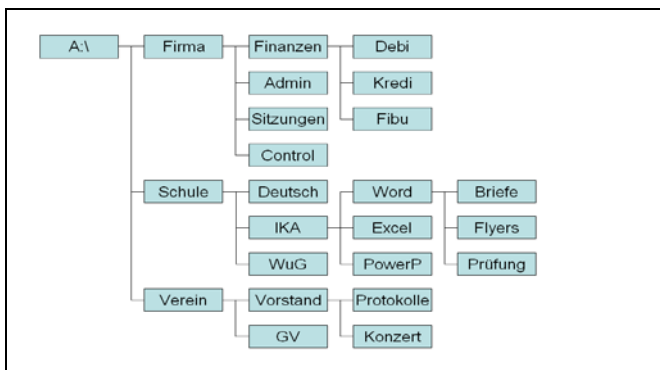 A:\ Firma Finanzen Debi
Admin Kredi
Sitzungen Fibu
Control
Schule Deutsch Word Briefe
IKA Excel Flyers
WuG PowerP Prüfung
Verein Vorstand Protokolle
GV Konzert